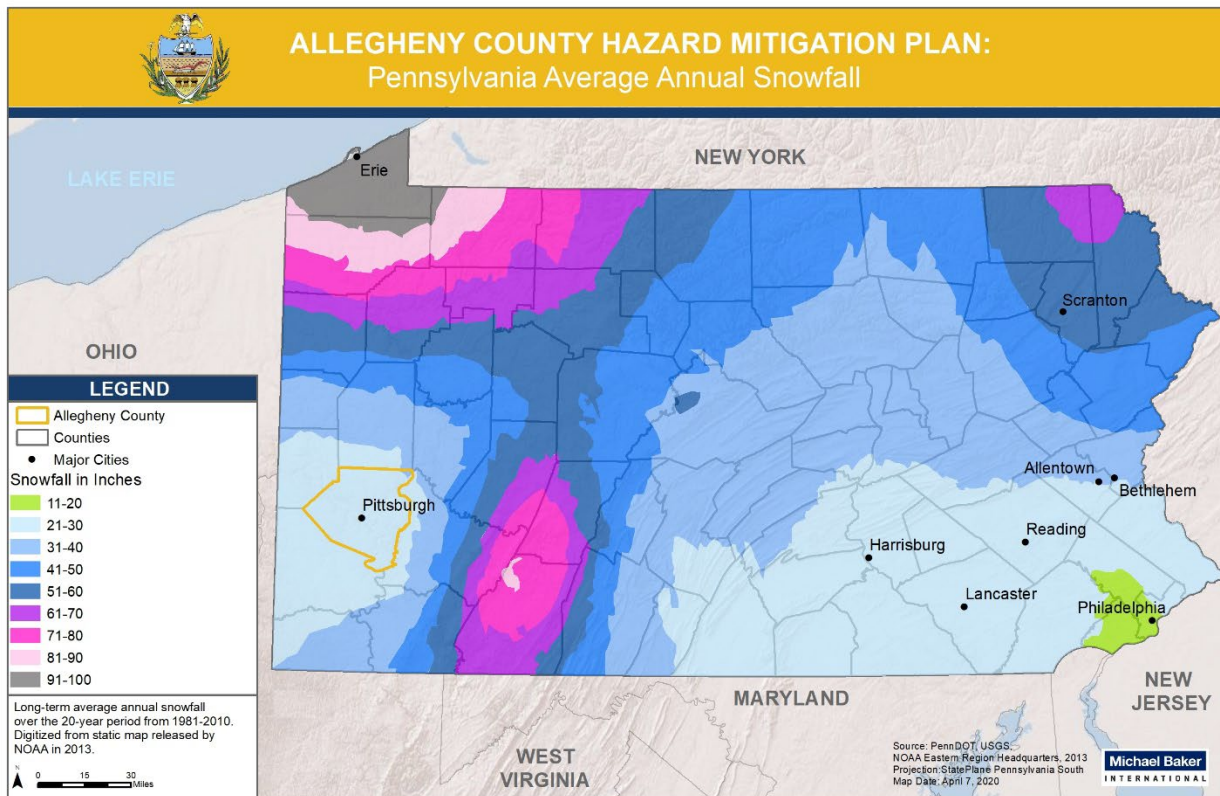 ALLEGHENY COUNTY HAZARD MITIGATION PLAN:
Pennsylvania Average Annual Snowfall
LAKE ERIE
Erie
NEW YORK
Scranton
OHIO
LEGEND
Allegheny County
Counties
Major Cities
Snowfall in Inches
11-20
21-30
31-40
41-50
51-60
61-70
71-80
81-90
91-100
Pittsburgh
Allentown
Bethlehem
Reading
Harrisburg
Lancaster
Philadelphia
MARYLAND
NEW
JERSEY
WEST
VIRGINIA
Long-term average annual snowfall
over the 20-year period from 1981-2010.
Digitized from static map released by
NOAA in 2013.
N
0 15 30
Miles
Source: PennDOT, USGS,
NOAA Eastern Region Headquarters, 2013
Projection:StatePlane Pennsylvania South
Map Date: April 7, 2020
Michael Baker
INTERNATIONAL